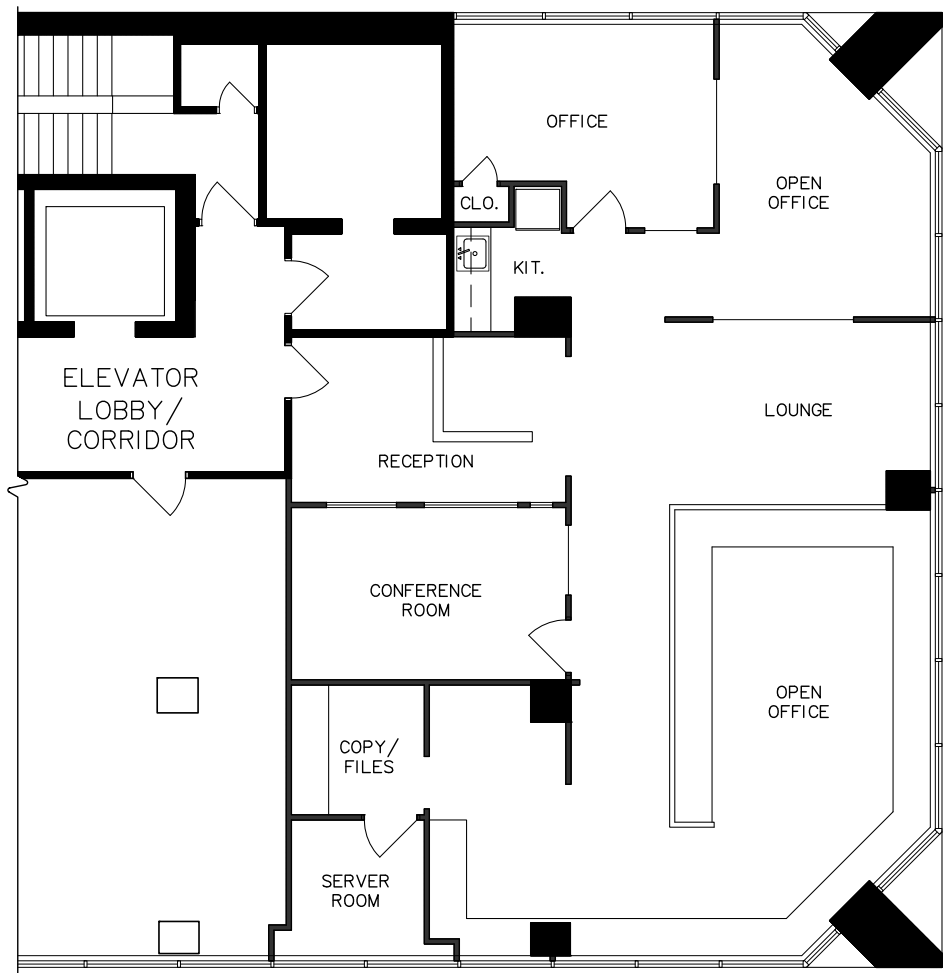 OFFICE
OPEN
OFFICE
CLO.
KIT.
ELEVATOR
LOBBY/
CORRIDOR
LOUNGE
RECEPTION
CONFERENCE
ROOM
OPEN
OFFICE
COPY/
FILES
SERVER
ROOM